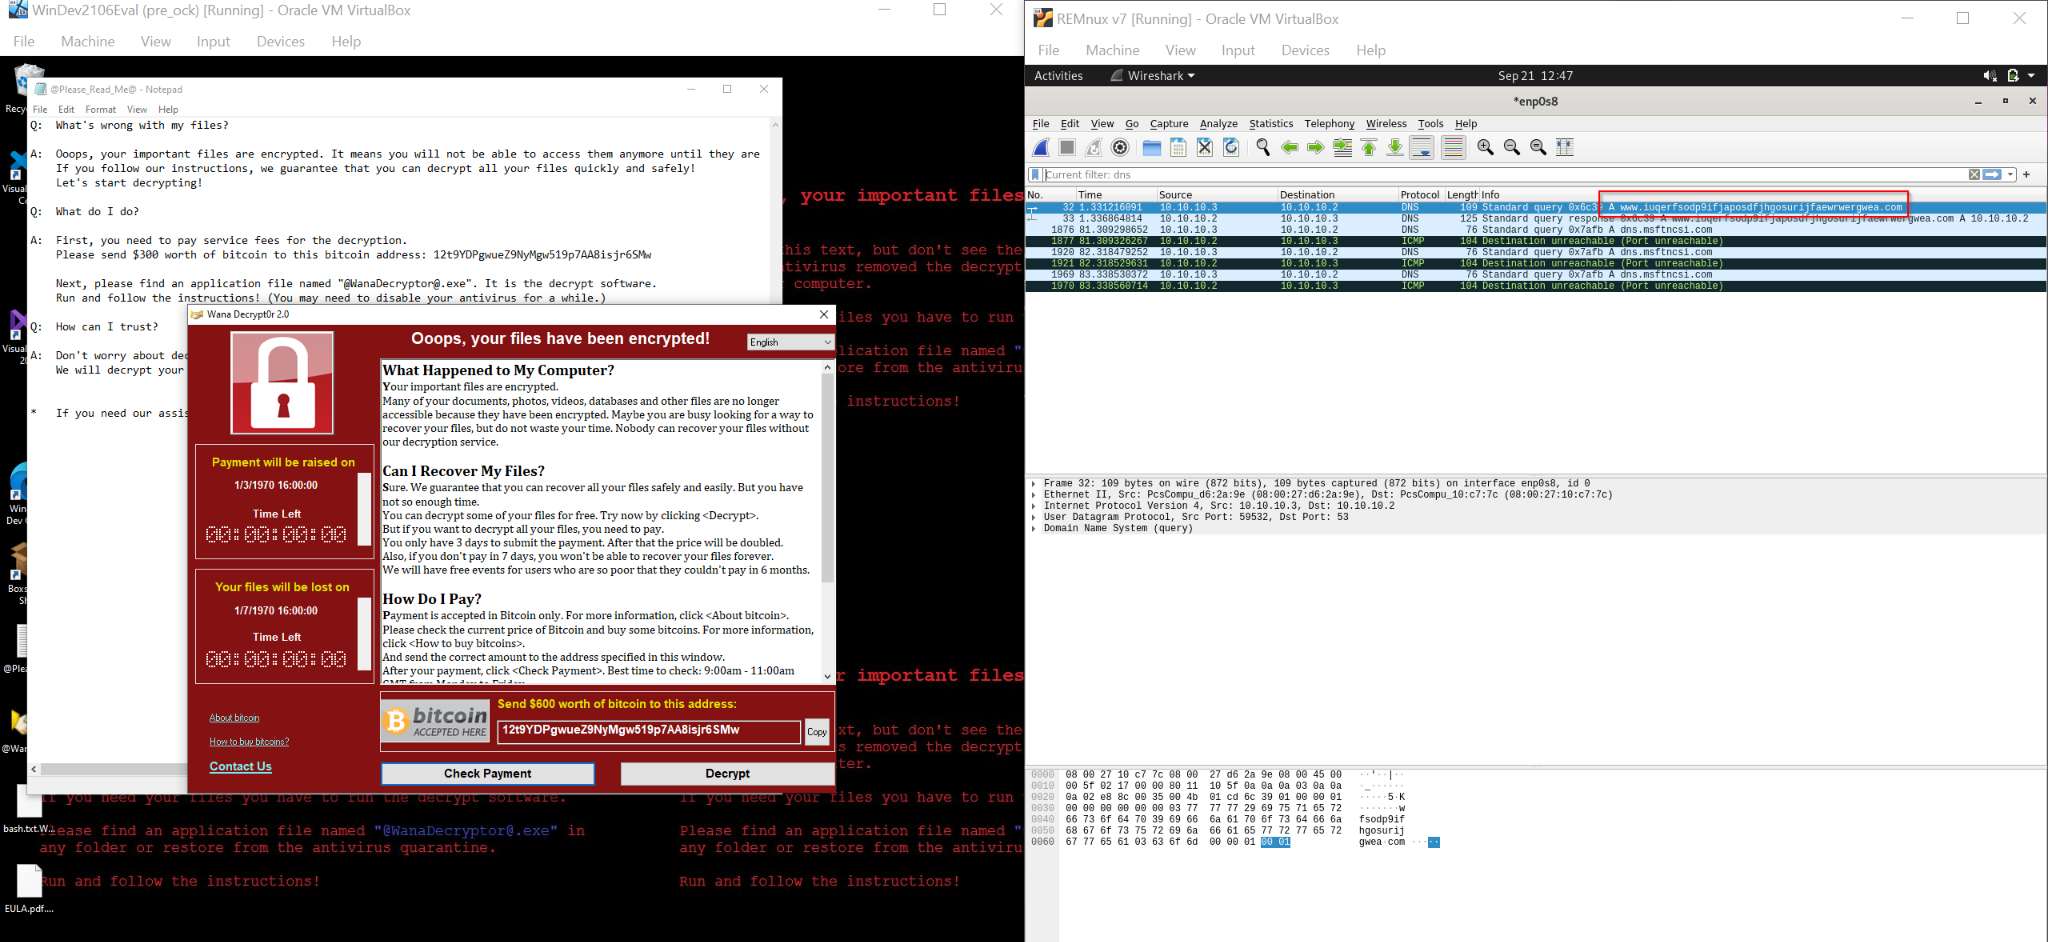 WinDev2106Eval (pre_ock) [Running] - Oracle VM VirtualBox
File Machine View Input Devices Help
@Please_Read_Me@ - Notepad
File Edit Format View Help
Q: What's wrong with my files?
A: Ooops, your important files are encrypted. It means you will not be able to access them anymore until they are
If you follow our instructions, we guarantee that you can decrypt all your files quickly and safely!
Let's start decrypting!
Q: What do I do?
A: First, you need to pay service fees for the decryption.
Please send $300 worth of bitcoin to this bitcoin address: 12t9YDPgwueZ9NyMgw519p7AA8isjr6SMw
Next, please find an application file named "@WanaDecryptor@.exe". It is the decrypt software.
Run and follow the instructions! (You may need to disable your antivirus for a while.)
Q: How can I trust?
A: Don't worry about
We will decrypt your
* If you need our
Wana Decrypt0r 2.0
Ooops, your files have been encrypted!
English
What Happened to My Computer?
Your important files are encrypted.
Many of your documents, photos, videos, databases and other files are no longer
accessible because they have been encrypted. Maybe you are busy looking for a way to
recover your files, but do not waste your time. Nobody can recover your files without
our decryption service.
Can I Recover My Files?
Sure. We guarantee that you can recover all your files safely and easily. But you have
not so enough time.
You can decrypt some of your files for free. Try now by clicking <Decrypt>.
But if you want to decrypt all your files, you need to pay.
You only have 3 days to submit the payment. After that the price will be doubled.
Also, if you don't pay in 7 days, you won't be able to recover your files forever.
We will have free events for users who are so poor that they couldn't pay in 6 months.
How Do I Pay?
Payment is accepted in Bitcoin only. For more information, click <About bitcoin>.
Please check the current price of Bitcoin and buy some bitcoins. For more information,
click <How to buy bitcoins>.
And send the correct amount to the address specified in this window.
After your payment, click <Check Payment>. Best time to check: 9:00am - 11:00am
GMT from Monday to Friday
Payment will be raised on
1/3/1970 16:00:00
Time Left
00:00:00:00
Your files will be lost on
1/7/1970 16:00:00
Time Left
00:00:00:00
About bitcoin
How to buy bitcoins?
Contact Us
bitcoin
ACCEPTED HERE
Send $600 worth of bitcoin to this address:
12t9YDPgwueZ9NyMgw519p7AA8isjr6SMw
Copy
Check Payment
Decrypt
, your important files
his text, but don't see the
tivirus removed the decrypt
computer.
iles you have to run
lication file named "
ore from the antiviru
instructions!
r important files
xt, but don't see the
s removed the decrypt
ter.
If you need your files you have to run the decrypt software.
If you need your files you have to run
Please find an application file named "@WanaDecryptor@.exe" in
Please find an application file named "
any folder or restore from the antivirus quarantine.
any folder or restore from the antiviru
Run and follow the instructions!
Run and follow the instructions!
bash.txt.W...
EULA.pdf....
REMnux v7 [Running] - Oracle VM VirtualBox
File Machine View Input Devices Help
Activities Wireshark Sep 21 12:47
*enp0s8
File Edit View Go Capture Analyze Statistics Telephony Wireless Tools Help
Current filter: dns
No. Time Source Destination Protocol Length Info
32 1.331216091 10.10.10.3 10.10.10.2 DNS 109 Standard query 0x6c39 A www.iuqerfsodp9ifjaposdfjhgosurijfaewrwergwea.com
33 1.336864814 10.10.10.2 10.10.10.3 DNS 125 Standard query response 0x6c39 A www.iuqerfsodp9ifjaposdfjhgosurijfaewrwergwea.com A 10.10.10.2
1876 81.309298652 10.10.10.3 10.10.10.2 DNS 76 Standard query 0x7afb A dns.msftncsi.com
1877 81.309326267 10.10.10.2 10.10.10.3 ICMP 104 Destination unreachable (Port unreachable)
1920 82.318479252 10.10.10.3 10.10.10.2 DNS 76 Standard query 0x7afb A dns.msftncsi.com
1921 82.318529631 10.10.10.2 10.10.10.3 ICMP 104 Destination unreachable (Port unreachable)
1969 83.338530372 10.10.10.3 10.10.10.2 DNS 76 Standard query 0x7afb A dns.msftncsi.com
1970 83.338560714 10.10.10.2 10.10.10.3 ICMP 104 Destination unreachable (Port unreachable)
Frame 32: 109 bytes on wire (872 bits), 109 bytes captured (872 bits) on interface enp0s8, id 0
Ethernet II, Src: PcsCompu_d6:2a:9e (08:00:27:d6:2a:9e), Dst: PcsCompu_10:c7:7c (08:00:27:10:c7:7c)
Internet Protocol Version 4, Src: 10.10.10.3, Dst: 10.10.10.2
User Datagram Protocol, Src Port: 59532, Dst Port: 53
Domain Name System (query)
0000 08 00 27 10 c7 7c 08 00 27 d6 2a 9e 08 00 45 00 ··'··|··
0010 00 5f 02 17 00 00 80 11 10 5f 0a 0a 0a 03 0a 0a ·_······
0020 0a 02 e8 8c 00 35 00 4b 01 cd 6c 39 01 00 00 01 ·····5·K
0030 00 00 00 00 00 00 03 77 77 77 29 69 75 71 65 72 ·······w
0040 66 73 6f 64 70 39 69 66 6a 61 70 6f 73 64 66 6a fsodp9if
0050 68 67 6f 73 75 72 69 6a 66 61 65 77 72 77 65 72 hgosurij
0060 67 77 65 61 03 63 6f 6d 00 00 01 00 01 gwea·com ·····